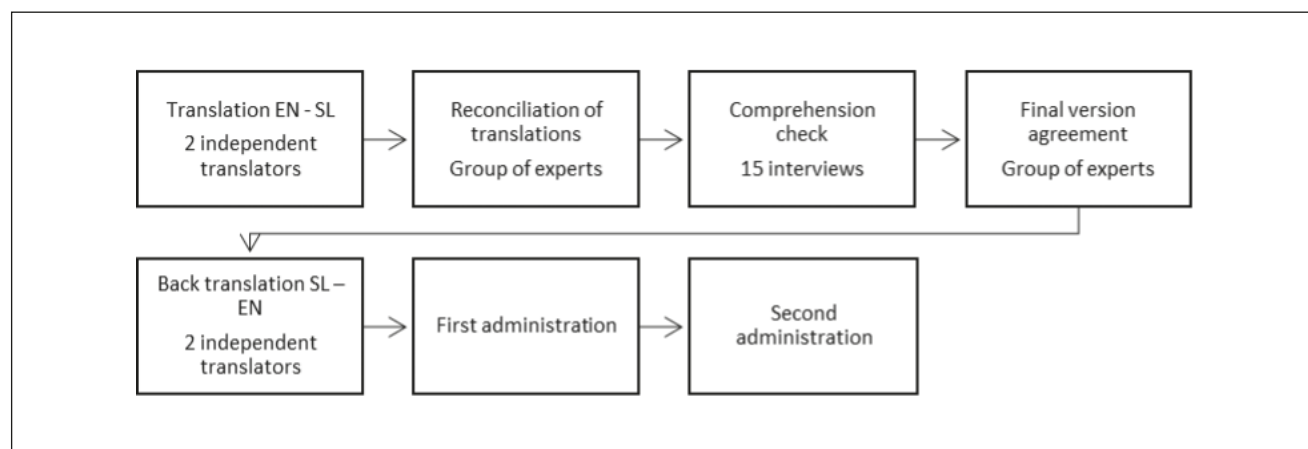 Translation EN - SL
2 independent
translators
Reconciliation of
translations
Group of experts
Comprehension
check
15 interviews
Final version
agreement
Group of experts
Back translation SL –
EN
2 independent
translators
First administration
Second
administration